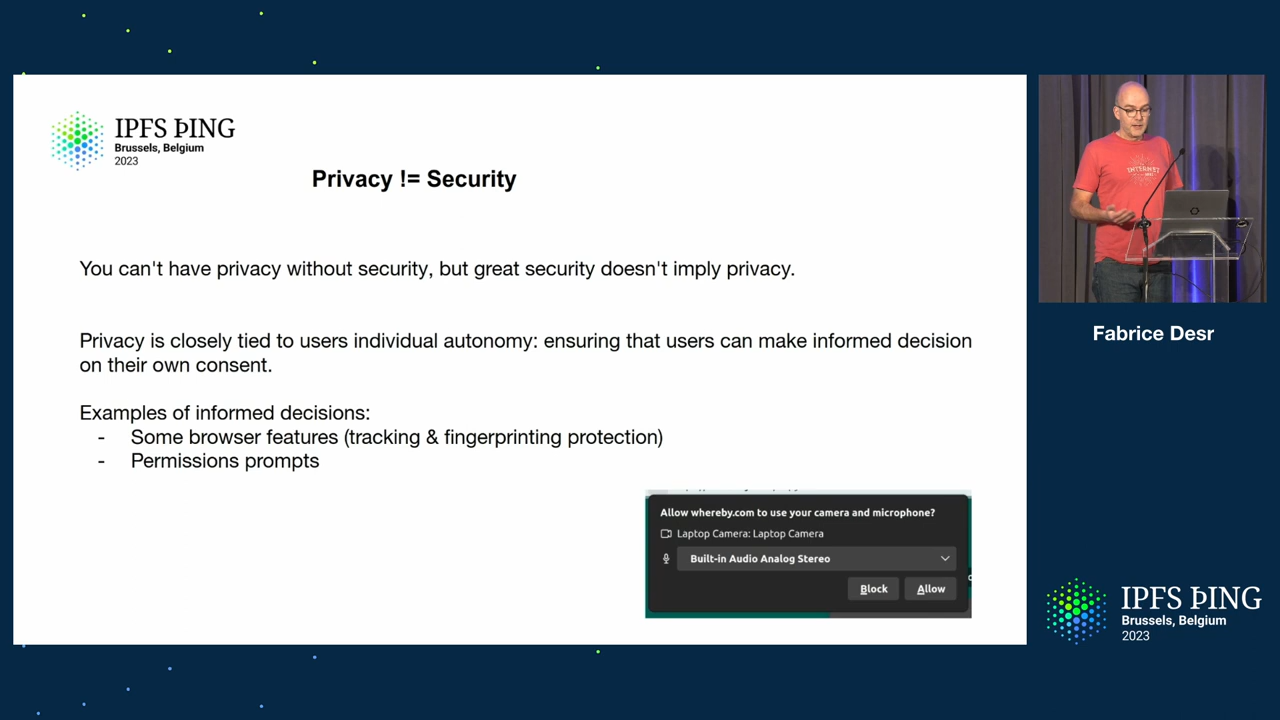 IPFS ÞING
Brussels, Belgium
2023
Privacy != Security
You can't have privacy without security, but great security doesn't imply privacy.
Privacy is closely tied to users individual autonomy: ensuring that users can make informed decision
on their own consent.
Examples of informed decisions:
- Some browser features (tracking & fingerprinting protection)
- Permissions prompts
Allow whereby.com to use your camera and microphone?
Laptop Camera: Laptop Camera
Built-in Audio Analog Stereo
Block Allow
INTERNET
Fabrice Desr
IPFS ÞING
Brussels, Belgium
2023